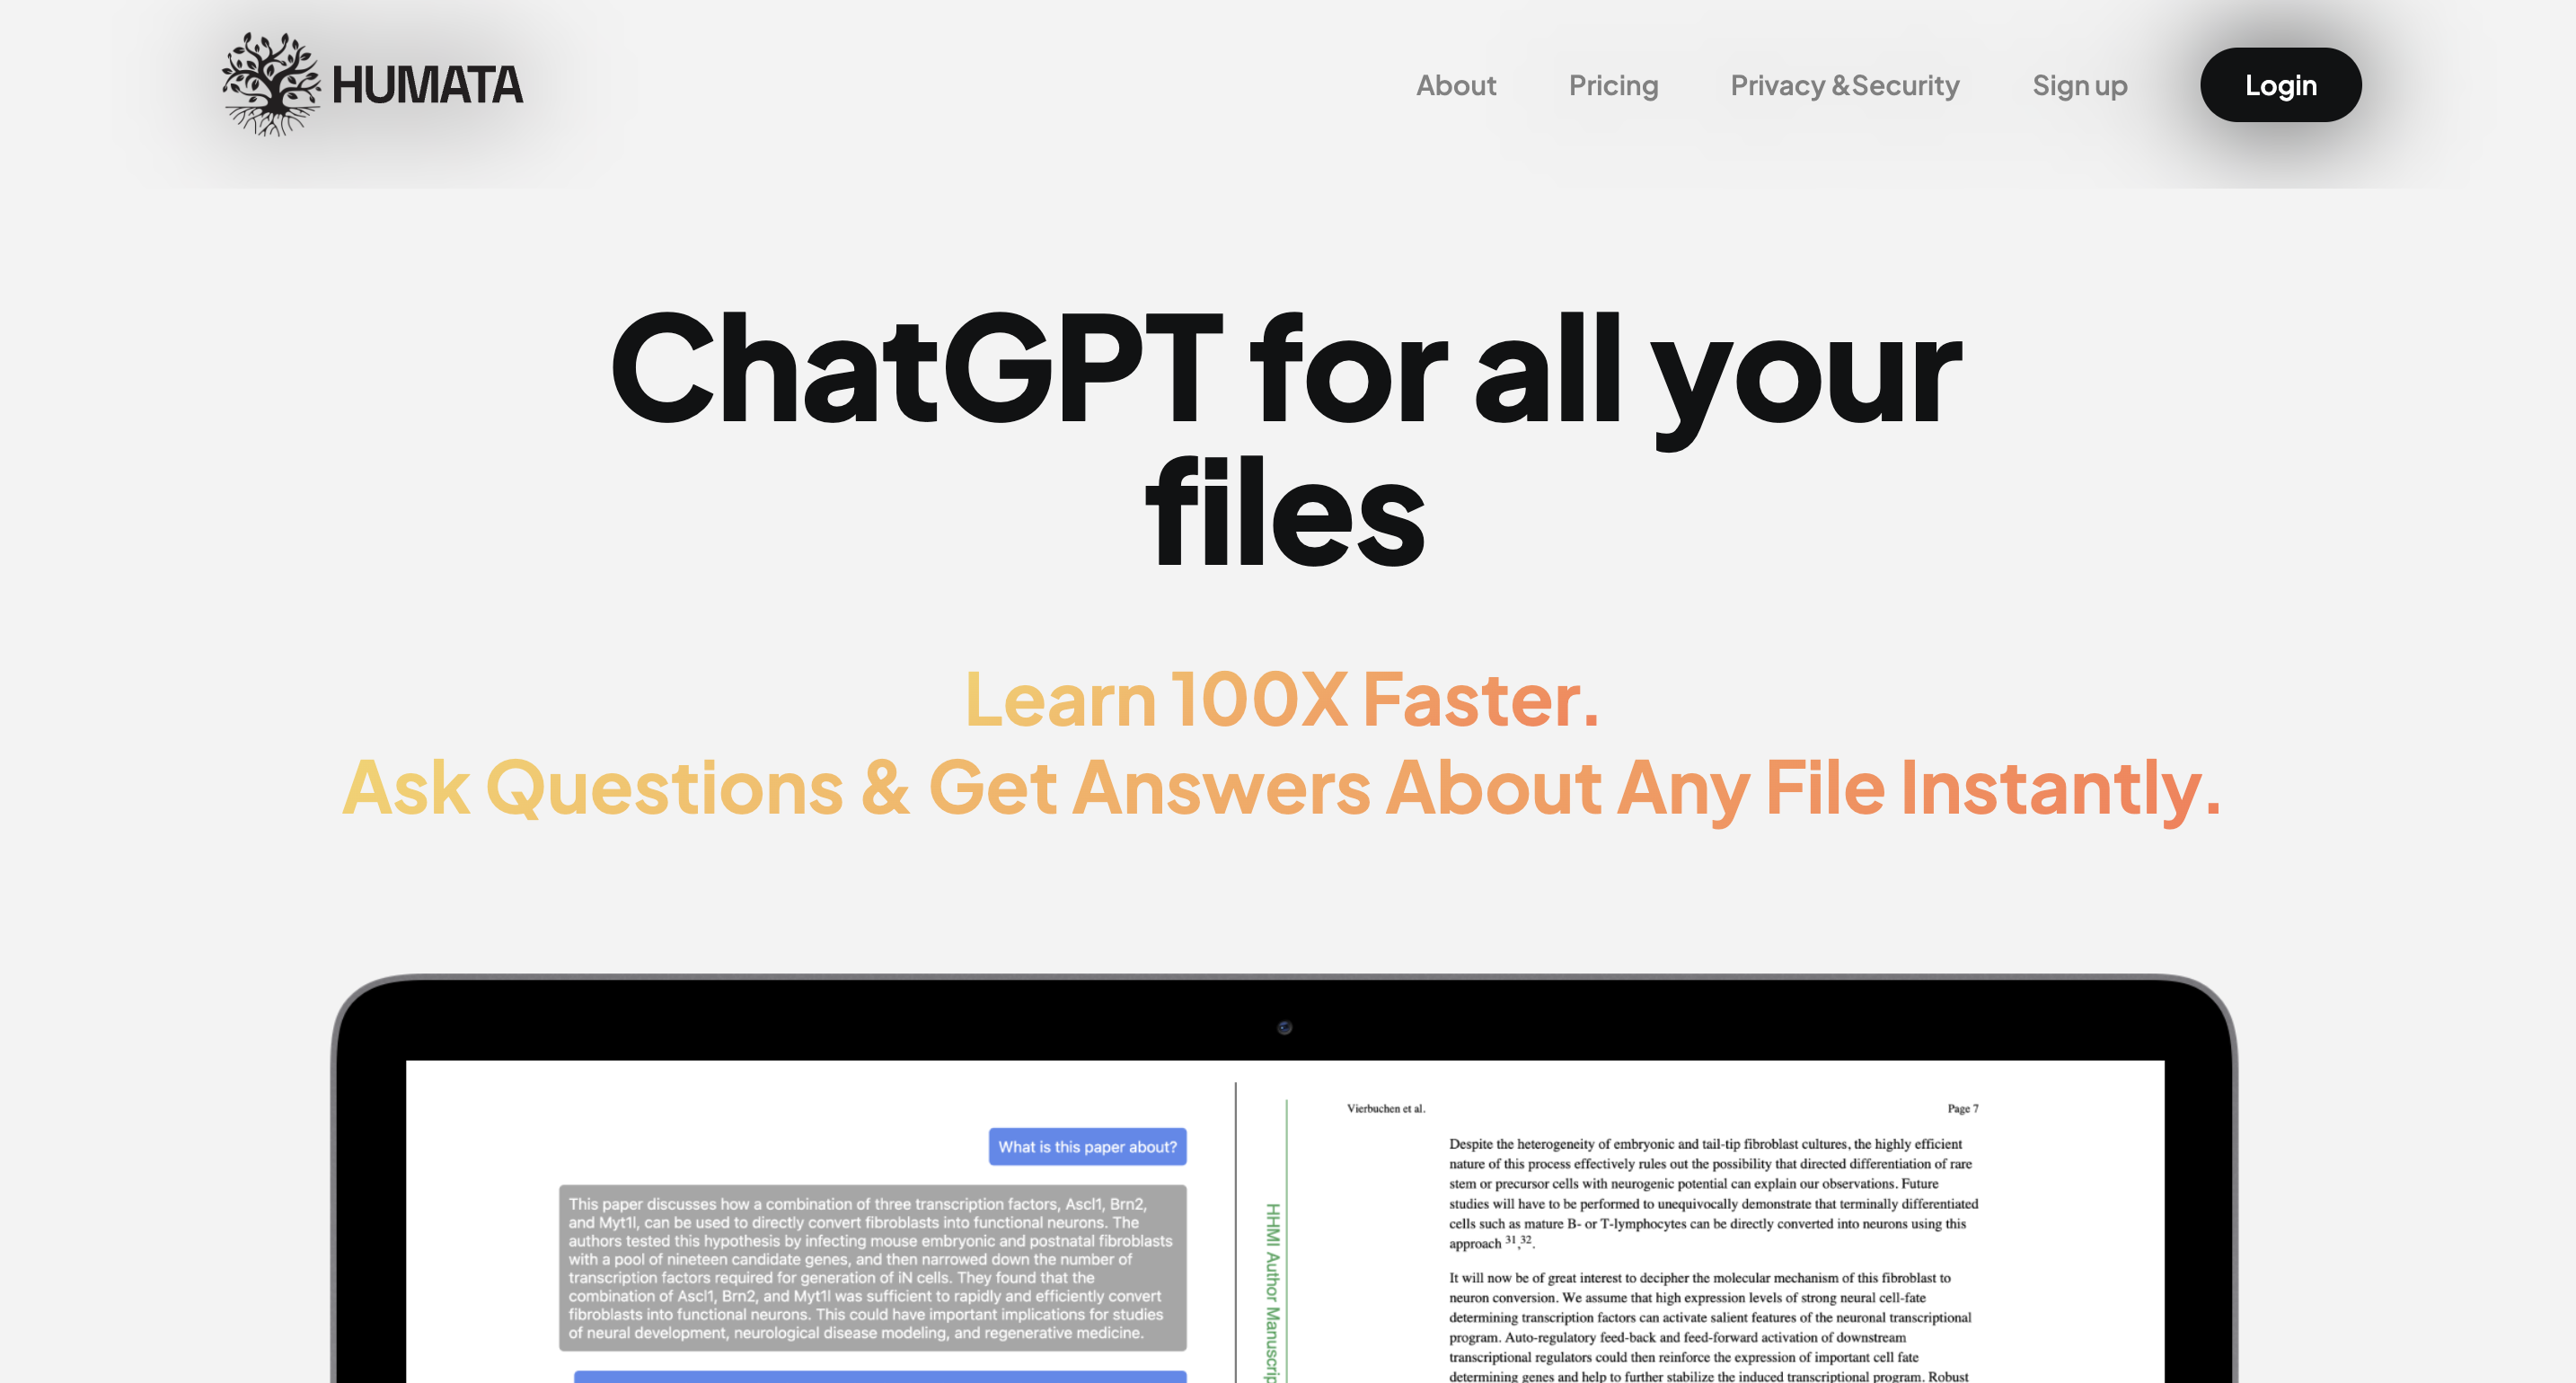 HUMATA
About
Pricing
Privacy &Security
Sign up
Login
ChatGPT for all your
files
Learn 100X Faster.
Ask Questions & Get Answers About Any File Instantly.
What is this paper about?
This paper discusses how a combination of three transcription factors, Ascl1, Brn2,
and Myt1l, can be used to directly convert fibroblasts into functional neurons. The
authors tested this hypothesis by infecting mouse embryonic and postnatal fibroblasts
with a pool of nineteen candidate genes, and then narrowed down the number of
transcription factors required for generation of iN cells. They found that the
combination of Ascl1, Brn2, and Myt1l was sufficient to rapidly and efficiently convert
fibroblasts into functional neurons. This could have important implications for studies
of neural development, neurological disease modeling, and regenerative medicine.
HHMI Author Manuscrip
Vierbuchen et al.
Page 7
Despite the heterogeneity of embryonic and tail-tip fibroblast cultures, the highly efficient
nature of this process effectively rules out the possibility that directed differentiation of rare
stem or precursor cells with neurogenic potential can explain our observations. Future
studies will have to be performed to unequivocally demonstrate that terminally differentiated
cells such as mature B- or T-lymphocytes can be directly converted into neurons using this
approach 31,32.
It will now be of great interest to decipher the molecular mechanism of this fibroblast to
neuron conversion. We assume that high expression levels of strong neural cell-fate
determining transcription factors can activate salient features of the neuronal transcriptional
program. Auto-regulatory feed-back and feed-forward activation of downstream
transcriptional regulators could then reinforce the expression of important cell fate
determining genes and help to further stabilize the induced transcriptional program. Robust